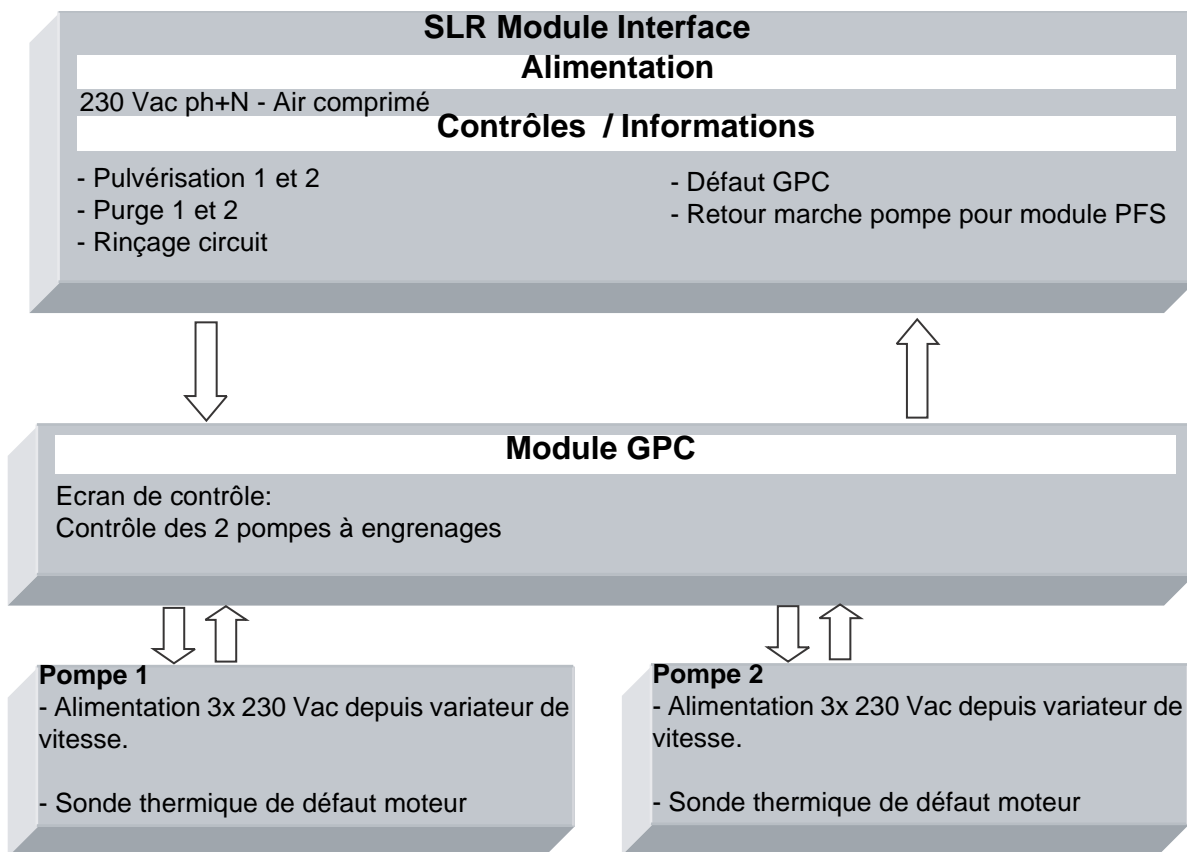 SLR Module Interface
Alimentation
230 Vac ph+N - Air comprimé
Contrôles / Informations
- Pulvérisation 1 et 2
- Purge 1 et 2
- Rinçage circuit
- Défaut GPC
- Retour marche pompe pour module PFS
Module GPC
Ecran de contrôle:
Contrôle des 2 pompes à engrenages
Pompe 1
- Alimentation 3x 230 Vac depuis variateur de
vitesse.
- Sonde thermique de défaut moteur
Pompe 2
- Alimentation 3x 230 Vac depuis variateur de
vitesse.
- Sonde thermique de défaut moteur